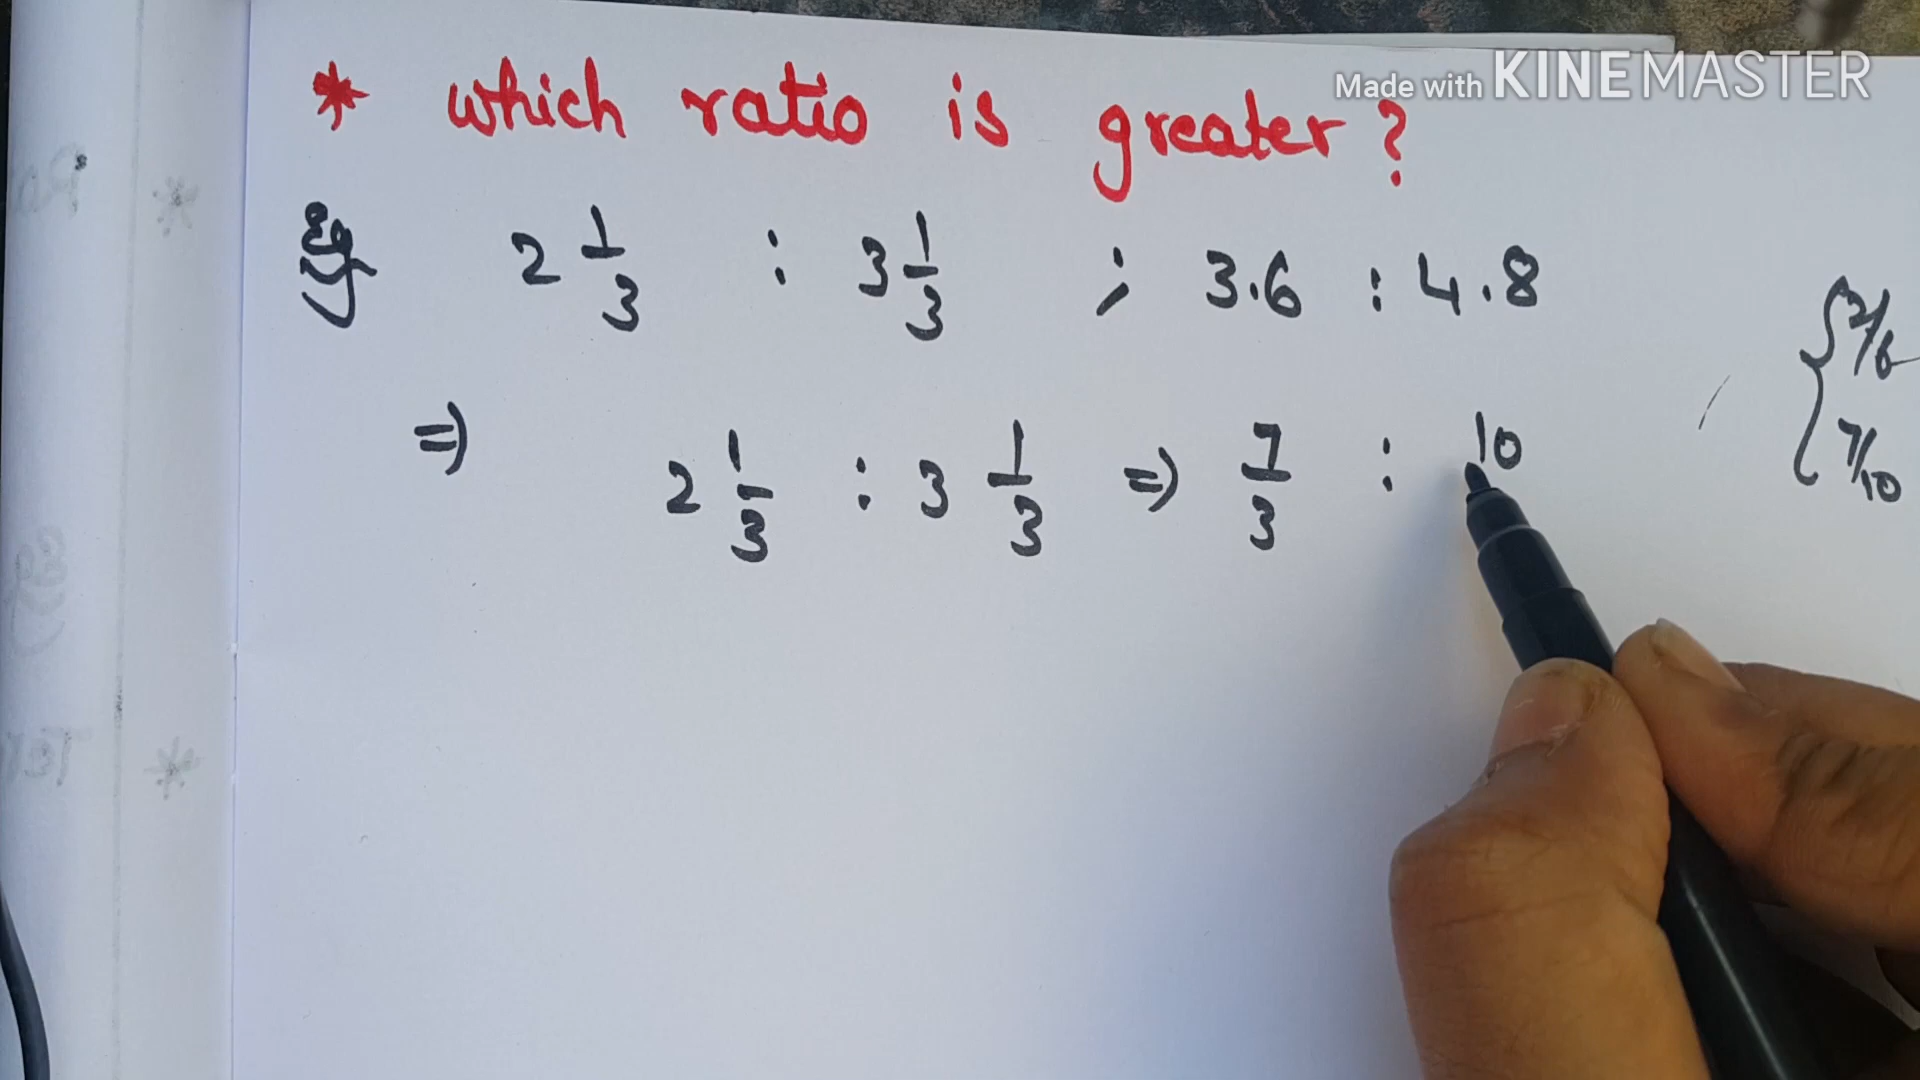 Made with KINEMASTER
* which ratio is greater?
Eg 2 1/3 : 3 1/3 ; 3.6 : 4.8
=) 2 1/3 : 3 1/3 =) 7/3 : 10
7/10